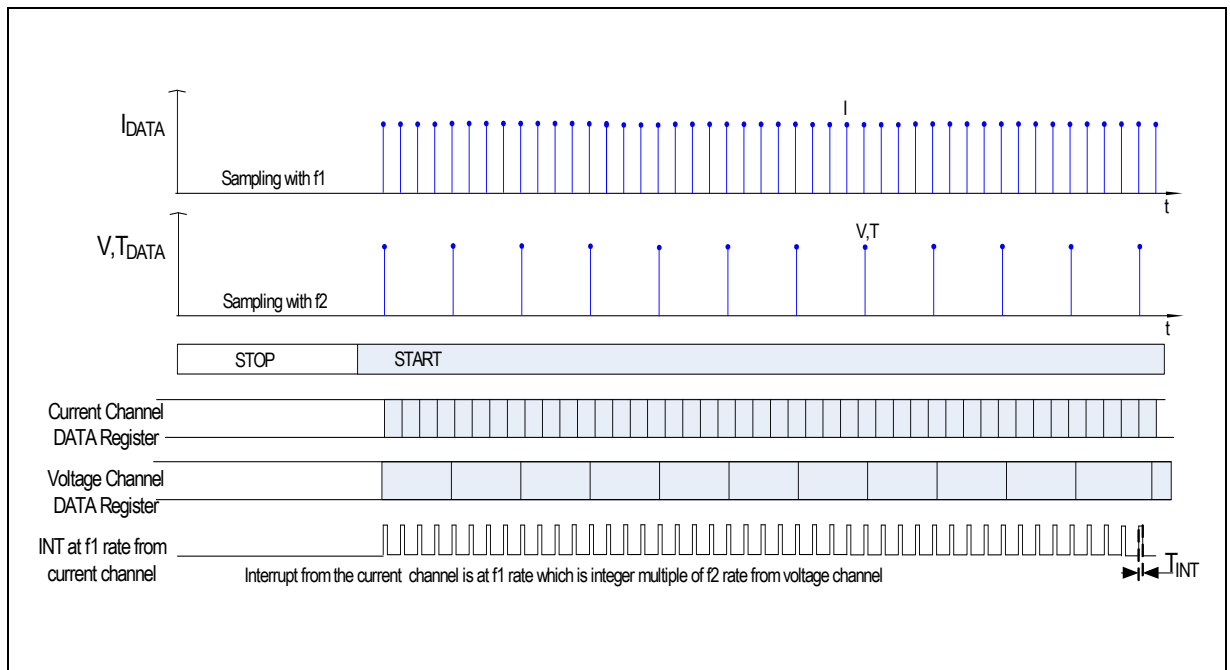 I
IDATA
Sampling with f1
t
V,T
V,TDATA
Sampling with f2
t
STOP
START
Current Channel
DATA Register
Voltage Channel
DATA Register
INT at f1 rate from
current channel
Interrupt from the current channel is at f1 rate which is integer multiple of f2 rate from voltage channel
TINT